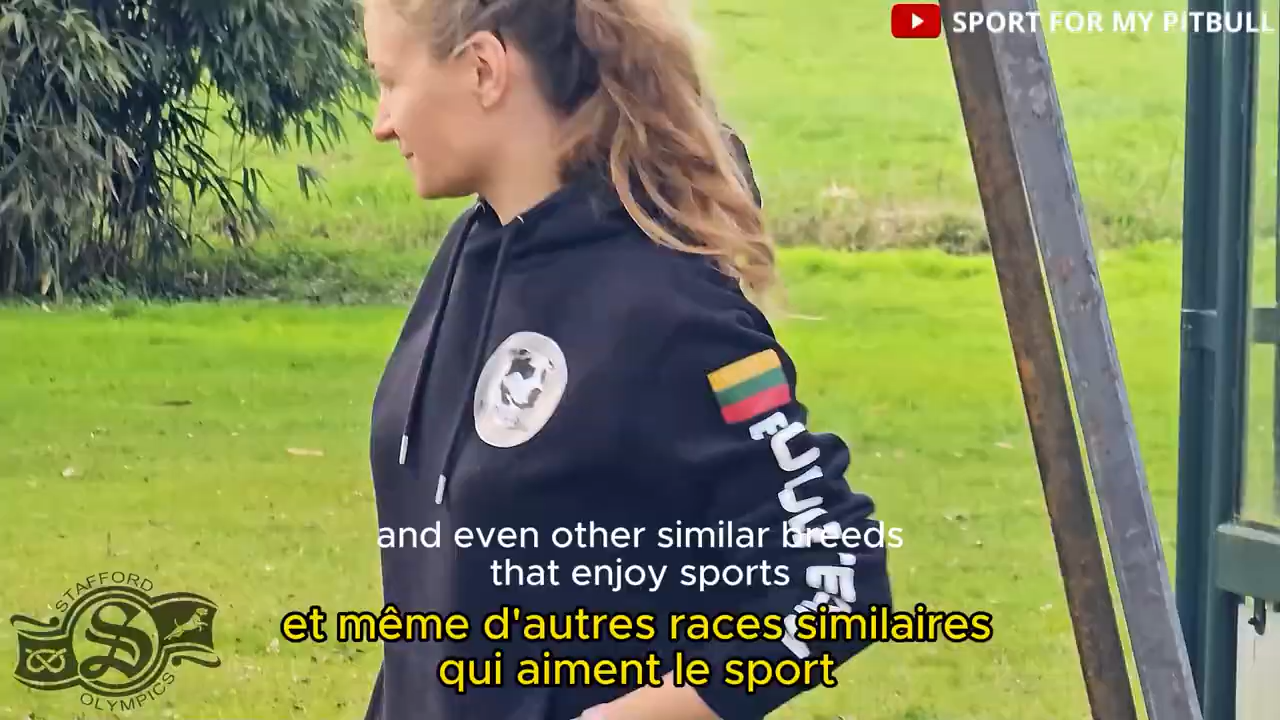 SPORT FOR MY PITBULL
and even other similar breeds
that enjoy sports
et même d'autres races similaires
qui aiment le sport
STAFFORD
S
OLYMPICS